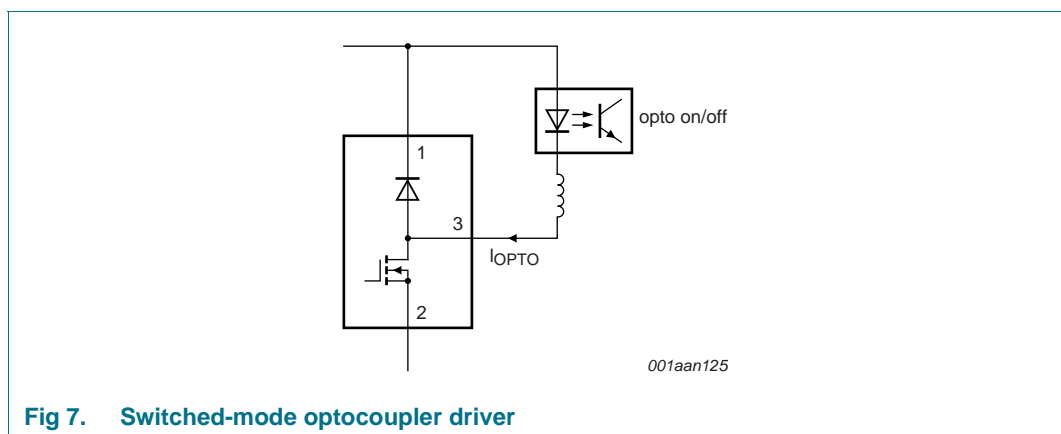 1
opto on/off
3
IOPTO
2
001aan125
Fig 7. Switched-mode optocoupler driver